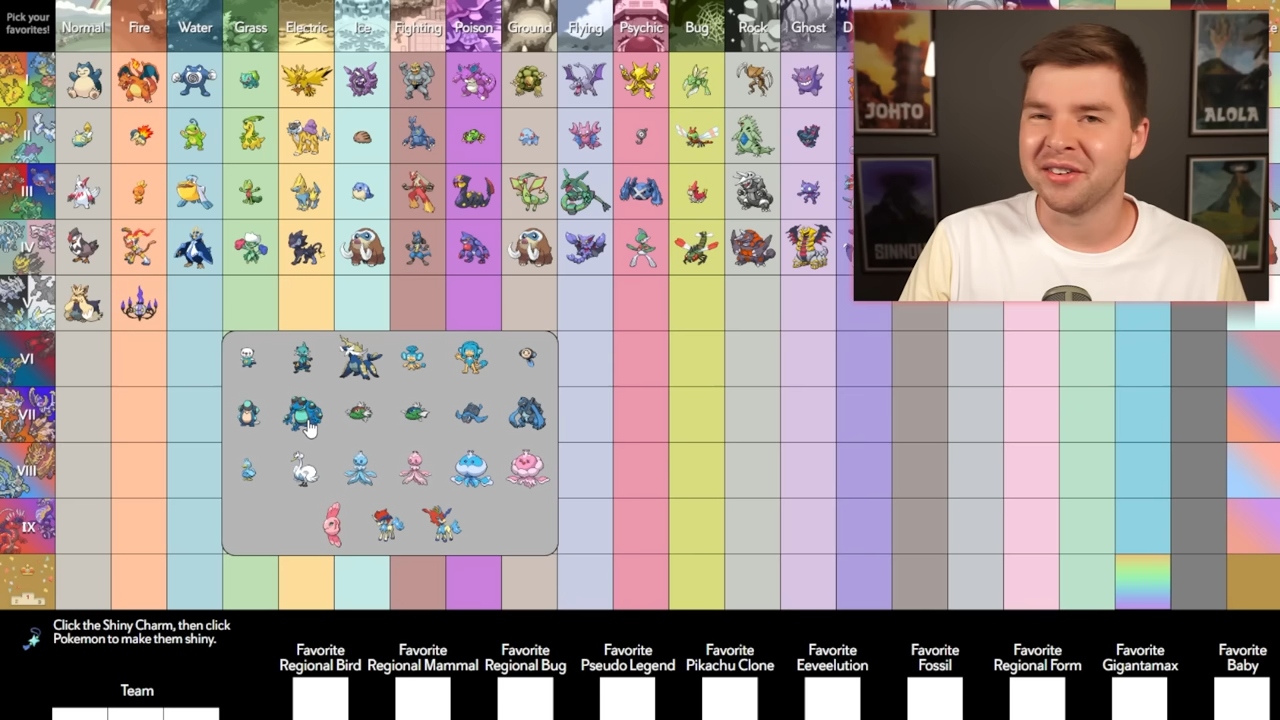 Pick your
favorites!
Normal Fire Water Grass Electric Ice Fighting Poison Ground Flying Psychic Bug Rock Ghost D
II
III
IV
V
VI
VII
VIII
IX
JOHTO
ALOLA
SINNO
UI
Click the Shiny Charm, then click
Pokemon to make them shiny.
Team
Favorite
Regional Bird
Favorite
Regional Mammal
Favorite
Regional Bug
Favorite
Pseudo Legend
Favorite
Pikachu Clone
Favorite
Eeveelution
Favorite
Fossil
Favorite
Regional Form
Favorite
Gigantamax
Favorite
Baby